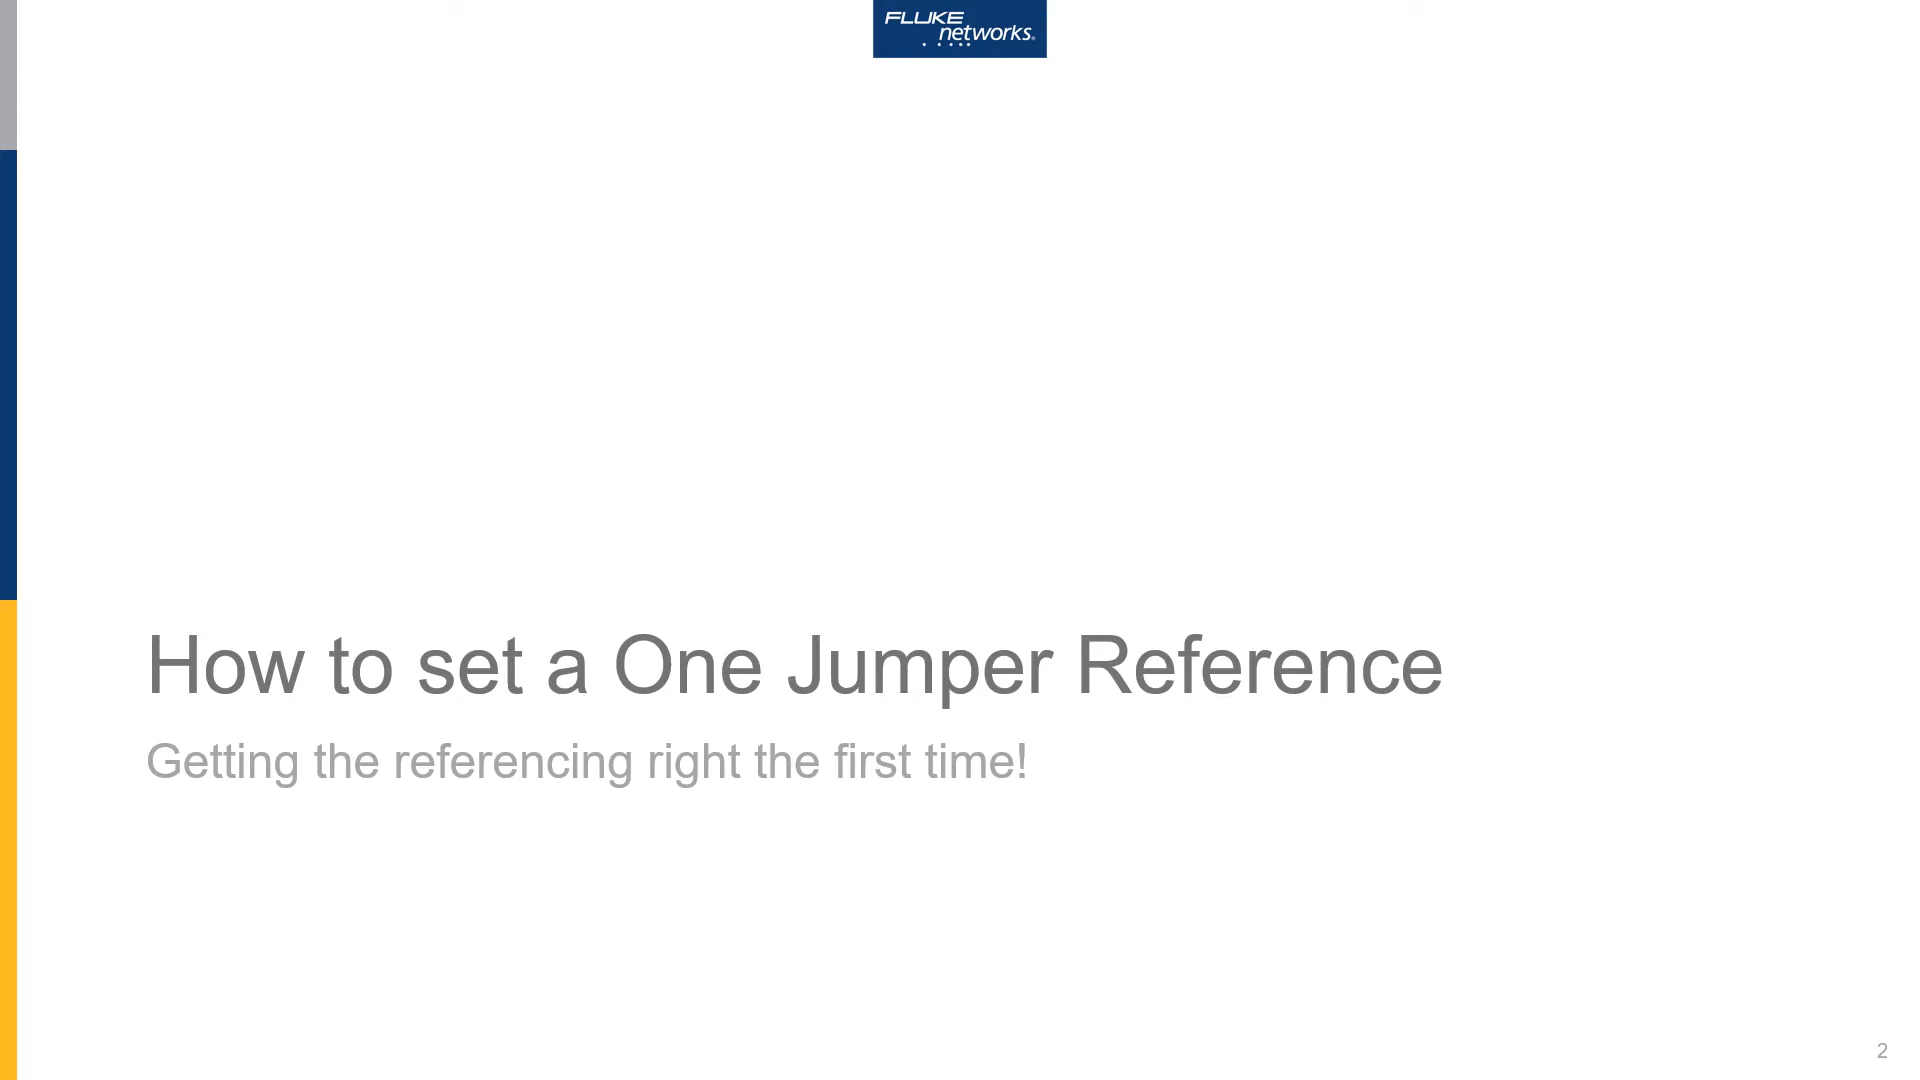 FLUKE
networks®
How to set a One Jumper Reference
Getting the referencing right the first time!
2